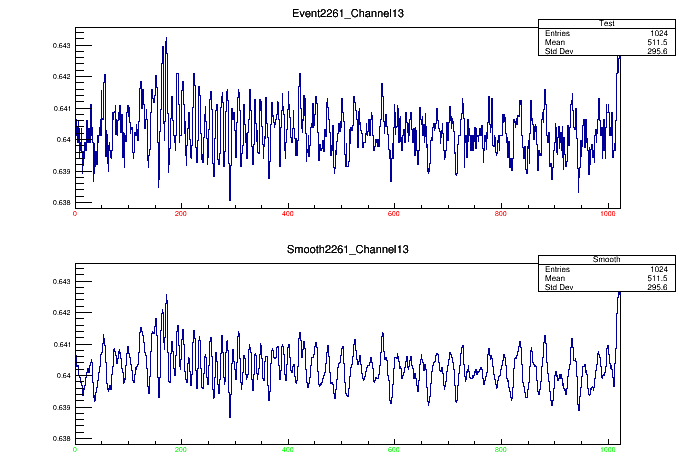 Event2261_Channel13
Test
Entries 1024
Mean 511.5
Std Dev 295.6
0.643
0.642
0.641
0.64
0.639
0.638
0 200 400 600 800 1000
Smooth2261_Channel13
Smooth
Entries 1024
Mean 511.5
Std Dev 295.6
0.643
0.642
0.641
0.64
0.639
0.638
0 200 400 600 800 1000